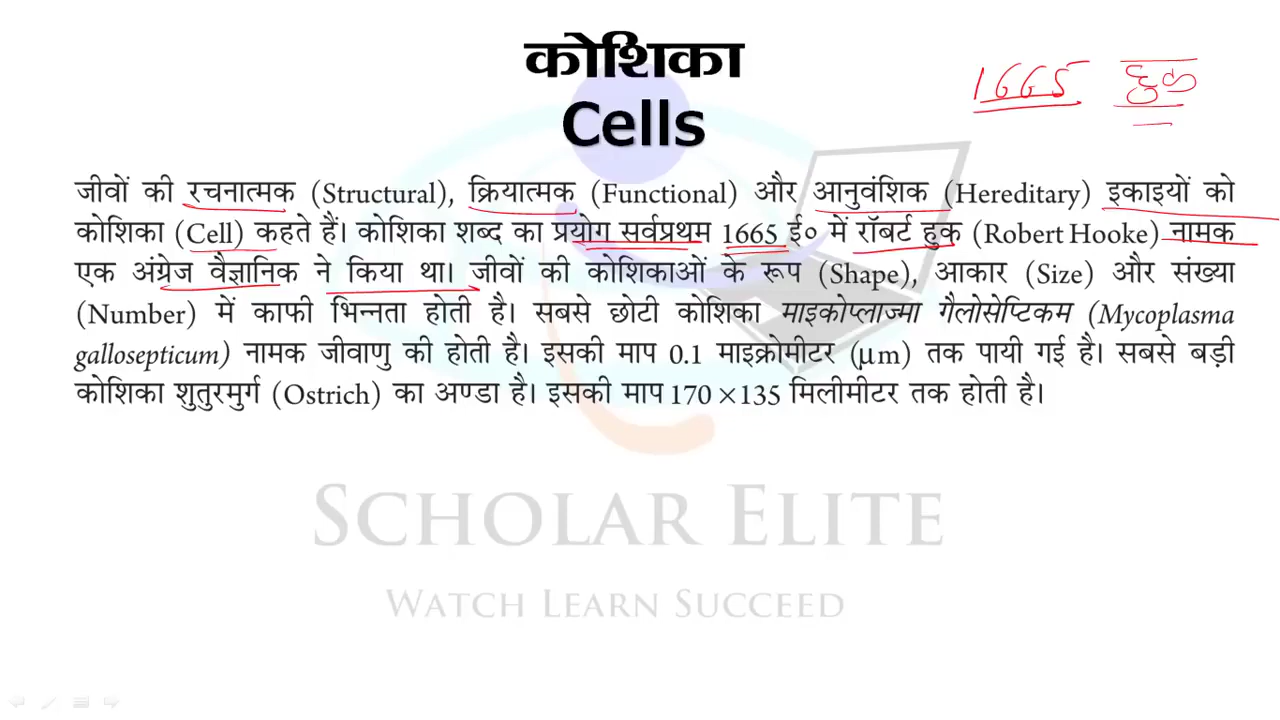 कोशिका
1665 हुक
Cells
जीवों की रचनात्मक (Structural), क्रियात्मक (Functional) और आनुवंशिक (Hereditary) इकाइयों को
कोशिका (Cell) कहते हैं। कोशिका शब्द का प्रयोग सर्वप्रथम 1665 ई० में रॉबर्ट हुक (Robert Hooke) नामक
एक अंग्रेज वैज्ञानिक ने किया था। जीवों की कोशिकाओं के रूप (Shape), आकार (Size) और संख्या
(Number) में काफी भिन्नता होती है। सबसे छोटी कोशिका माइकोप्लाज्मा गैलोसेप्टिकम (Mycoplasma
gallosepticum) नामक जीवाणु की होती है। इसकी माप 0.1 माइक्रोमीटर (μm) तक पायी गई है। सबसे बड़ी
कोशिका शुतुरमुर्ग (Ostrich) का अण्डा है। इसकी माप 170 × 135 मिलीमीटर तक होती है।
SCHOLAR ELITE
WATCH LEARN SUCCEED